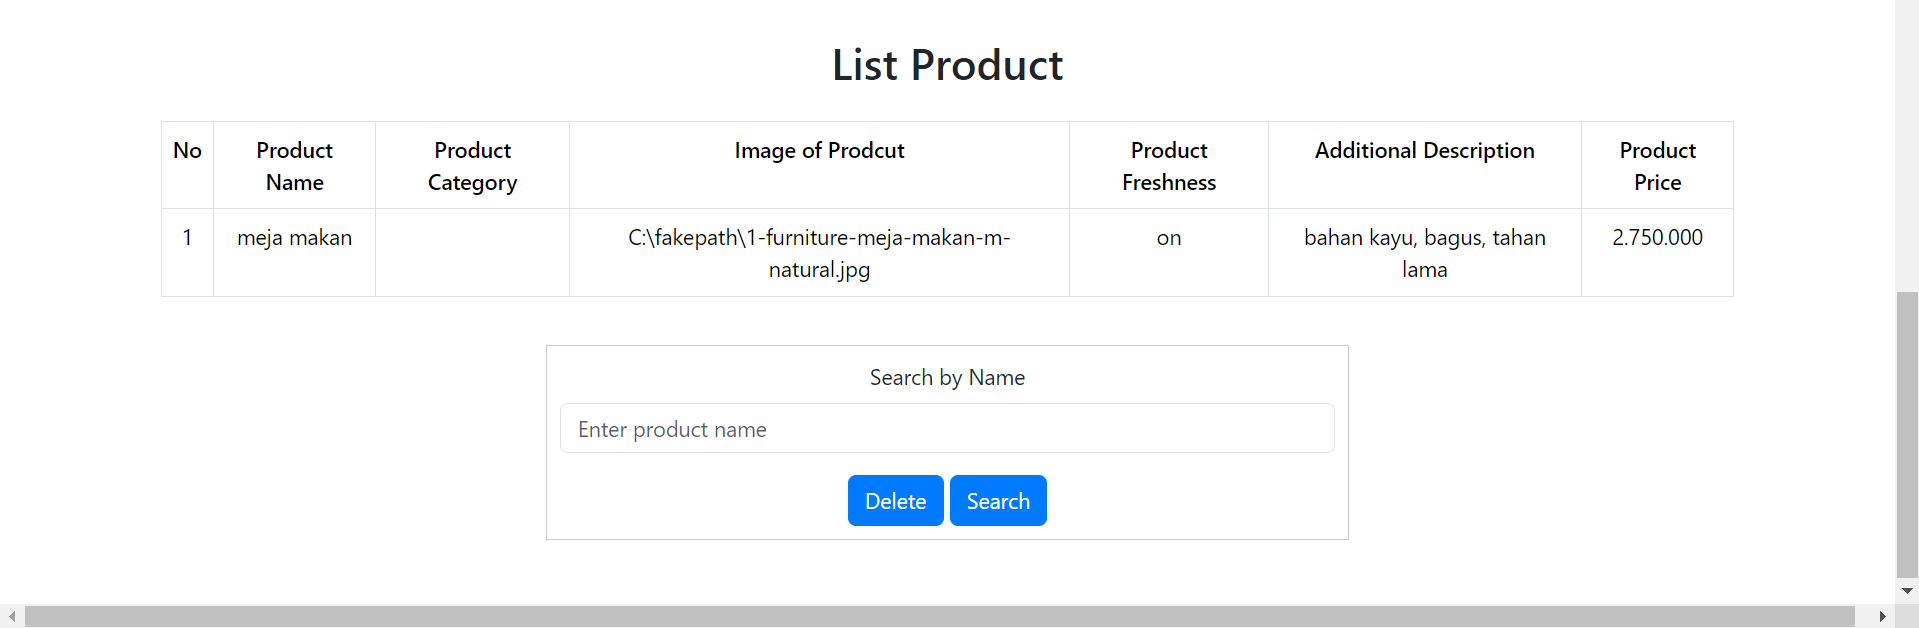 List Product
No Product Name Product Category Image of Prodcut Product Freshness Additional Description Product Price
1 meja makan C:\fakepath\1-furniture-meja-makan-m-natural.jpg on bahan kayu, bagus, tahan lama 2.750.000
Search by Name
Enter product name
Delete Search